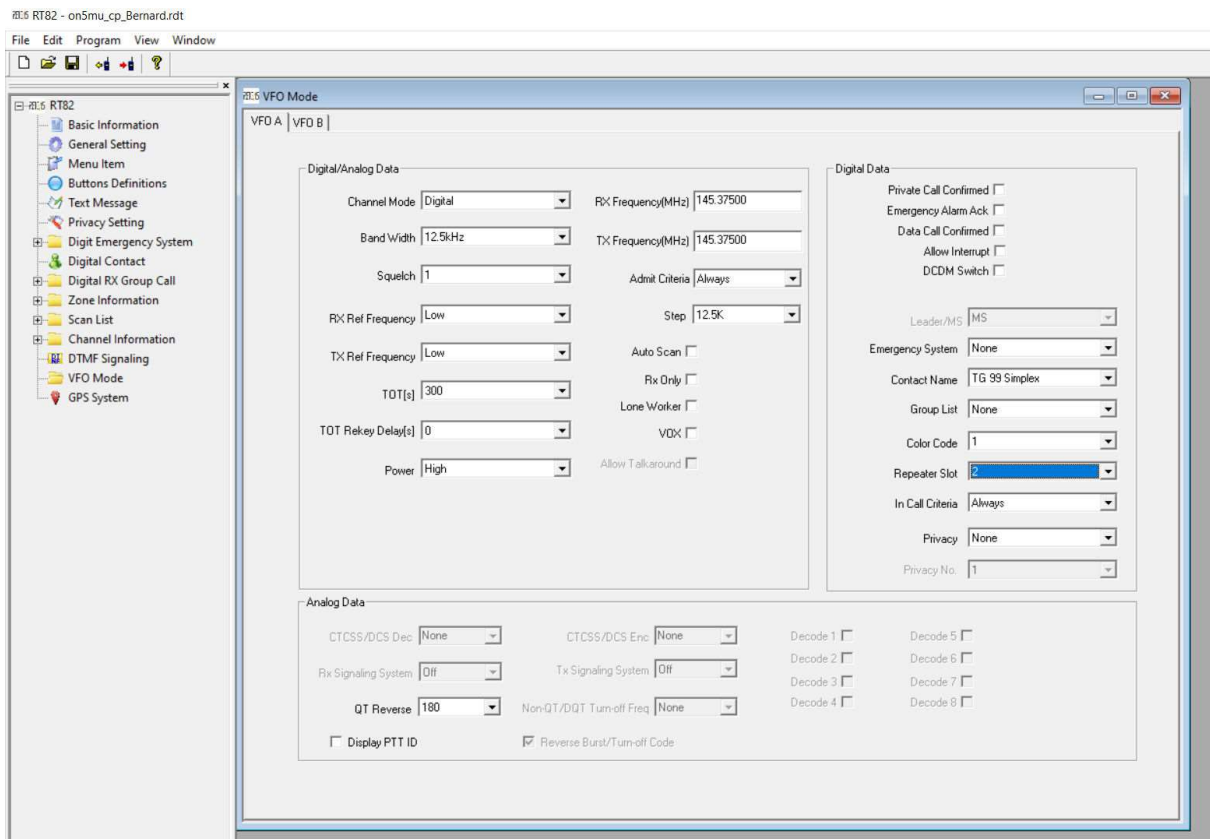 RT82 - on5mu_cp_Bernard.rdt
File Edit Program View Window
RT82
Basic Information
General Setting
Menu Item
Buttons Definitions
Text Message
Privacy Setting
Digit Emergency System
Digital Contact
Digital RX Group Call
Zone Information
Scan List
Channel Information
DTMF Signaling
VFO Mode
GPS System
VFO Mode
VFO A VFO B
Digital/Analog Data
Channel Mode Digital
Band Width 12.5kHz
Squelch 1
RX Ref Frequency Low
TX Ref Frequency Low
TOT[s] 300
TOT Rekey Delay[s] 0
Power High
RX Frequency(MHz) 145.37500
TX Frequency(MHz) 145.37500
Admit Criteria Always
Step 12.5K
Auto Scan
Rx Only
Lone Worker
VOX
Allow Talkaround
Digital Data
Private Call Confirmed
Emergency Alarm Ack
Data Call Confirmed
Allow Interrupt
DCDM Switch
Leader/MS MS
Emergency System None
Contact Name TG 99 Simplex
Group List None
Color Code 1
Repeater Slot 2
In Call Criteria Always
Privacy None
Privacy No. 1
Analog Data
CTCSS/DCS Dec None
Rx Signaling System Off
QT Reverse 180
Display PTT ID
CTCSS/DCS Enc None
Tx Signaling System Off
Non-QT/DQT Turn-off Freq None
Reverse Burst/Turn-off Code
Decode 1
Decode 2
Decode 3
Decode 4
Decode 5
Decode 6
Decode 7
Decode 8